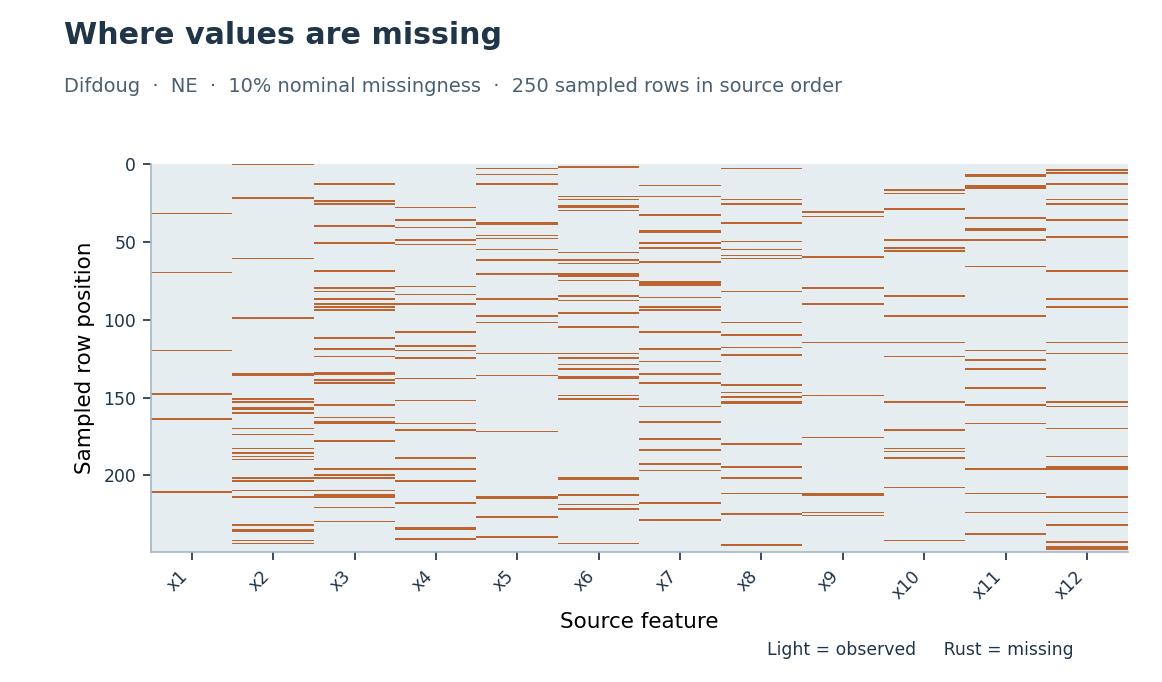 Where values are missing
Difdoug · NE · 10% nominal missingness · 250 sampled rows in source order
0
50
100
150
200
Sampled row position
x1 x2 x3 x4 x5 x6 x7 x8 x9 x10 x11 x12
Source feature
Light = observed Rust = missing